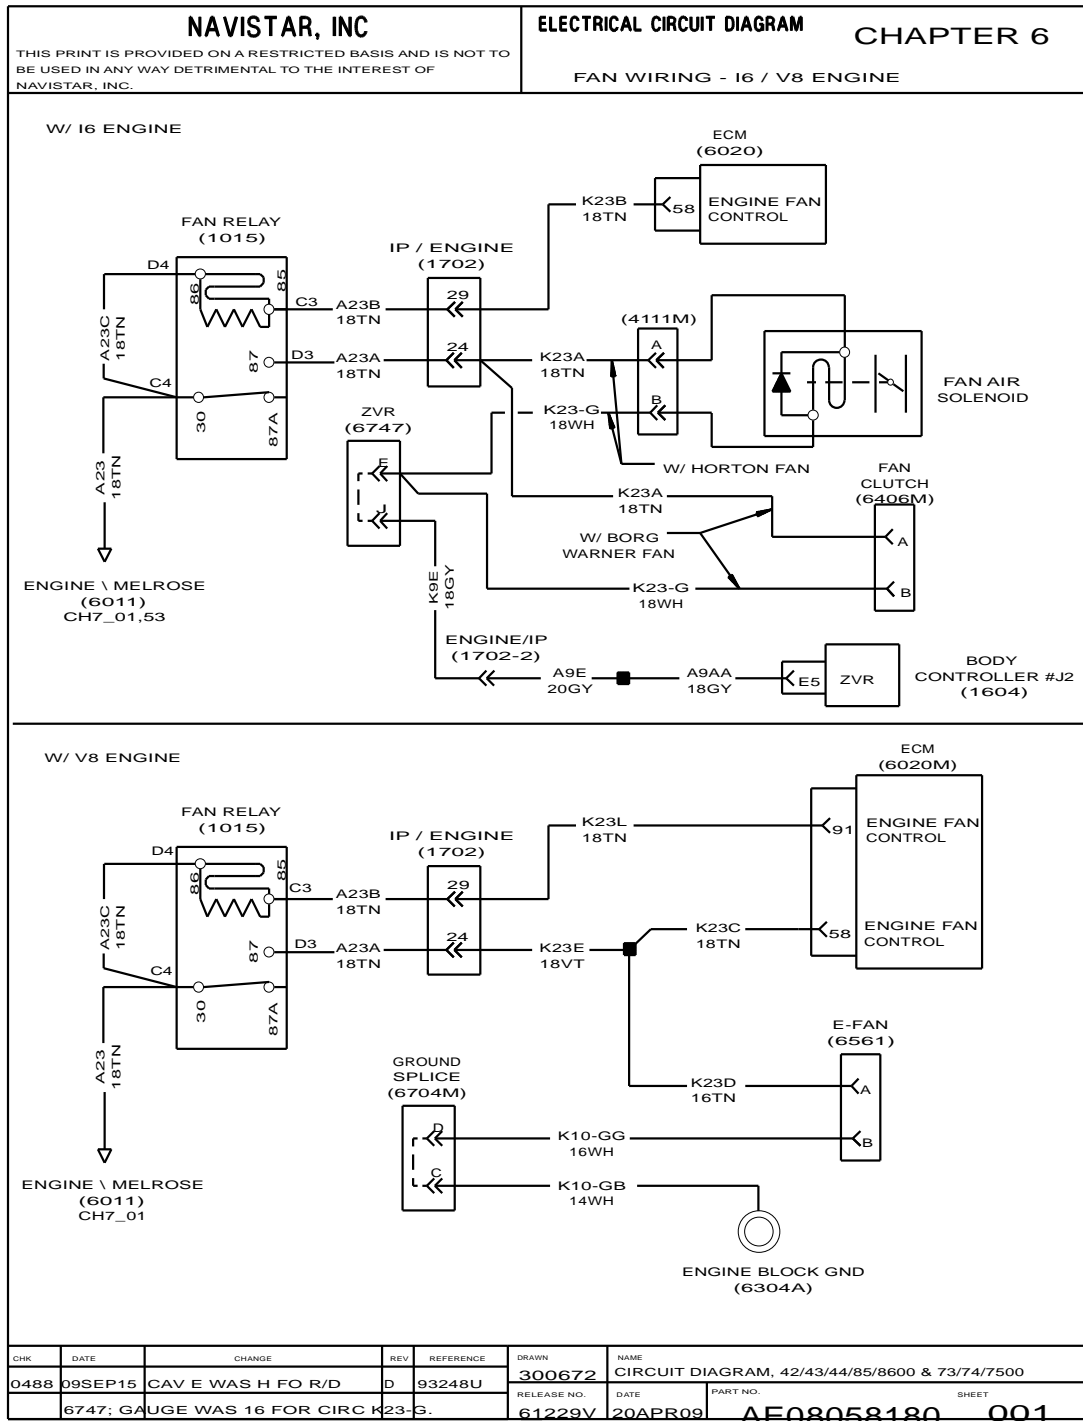 NAVISTAR, INC
THIS PRINT IS PROVIDED ON A RESTRICTED BASIS AND IS NOT TO
BE USED IN ANY WAY DETRIMENTAL TO THE INTEREST OF
NAVISTAR, INC.
ELECTRICAL CIRCUIT DIAGRAM
CHAPTER 6
FAN WIRING - I6 / V8 ENGINE
W/ I6 ENGINE
ECM
(6020)
58
ENGINE FAN
CONTROL
K23B
18TN
FAN RELAY
(1015)
D4
86
85
C3
A23B
18TN
IP / ENGINE
(1702)
29
24
A23C
18TN
87
D3
A23A
18TN
C4
30
87A
A23
18TN
ENGINE \ MELROSE
(6011)
CH7_01,53
K23A
18TN
(4111M)
A
B
K23-G
18WH
FAN AIR
SOLENOID
W/ HORTON FAN
ZVR
(6747)
E
J
K23A
18TN
W/ BORG
WARNER FAN
FAN
CLUTCH
(6406M)
A
B
K23-G
18WH
K9E
18GY
ENGINE/IP
(1702-2)
A9E
20GY
A9AA
18GY
E5
ZVR
BODY
CONTROLLER #J2
(1604)
W/ V8 ENGINE
ECM
(6020M)
91
ENGINE FAN
CONTROL
58
ENGINE FAN
CONTROL
K23L
18TN
FAN RELAY
(1015)
D4
86
85
C3
A23B
18TN
IP / ENGINE
(1702)
29
24
A23C
18TN
87
D3
A23A
18TN
C4
30
87A
A23
18TN
ENGINE \ MELROSE
(6011)
CH7_01
K23E
18VT
K23C
18TN
E-FAN
(6561)
A
B
K23D
16TN
GROUND
SPLICE
(6704M)
D
C
K10-GG
16WH
K10-GB
14WH
ENGINE BLOCK GND
(6304A)
CHK DATE CHANGE REV REFERENCE
0488 09SEP15 CAV E WAS H FO R/D D 93248U
6747; GAUGE WAS 16 FOR CIRC K23-G.
DRAWN
300672
NAME
CIRCUIT DIAGRAM, 42/43/44/85/8600 & 73/74/7500
RELEASE NO.
61229V
DATE
20APR09
PART NO.
AE08058180
SHEET
001